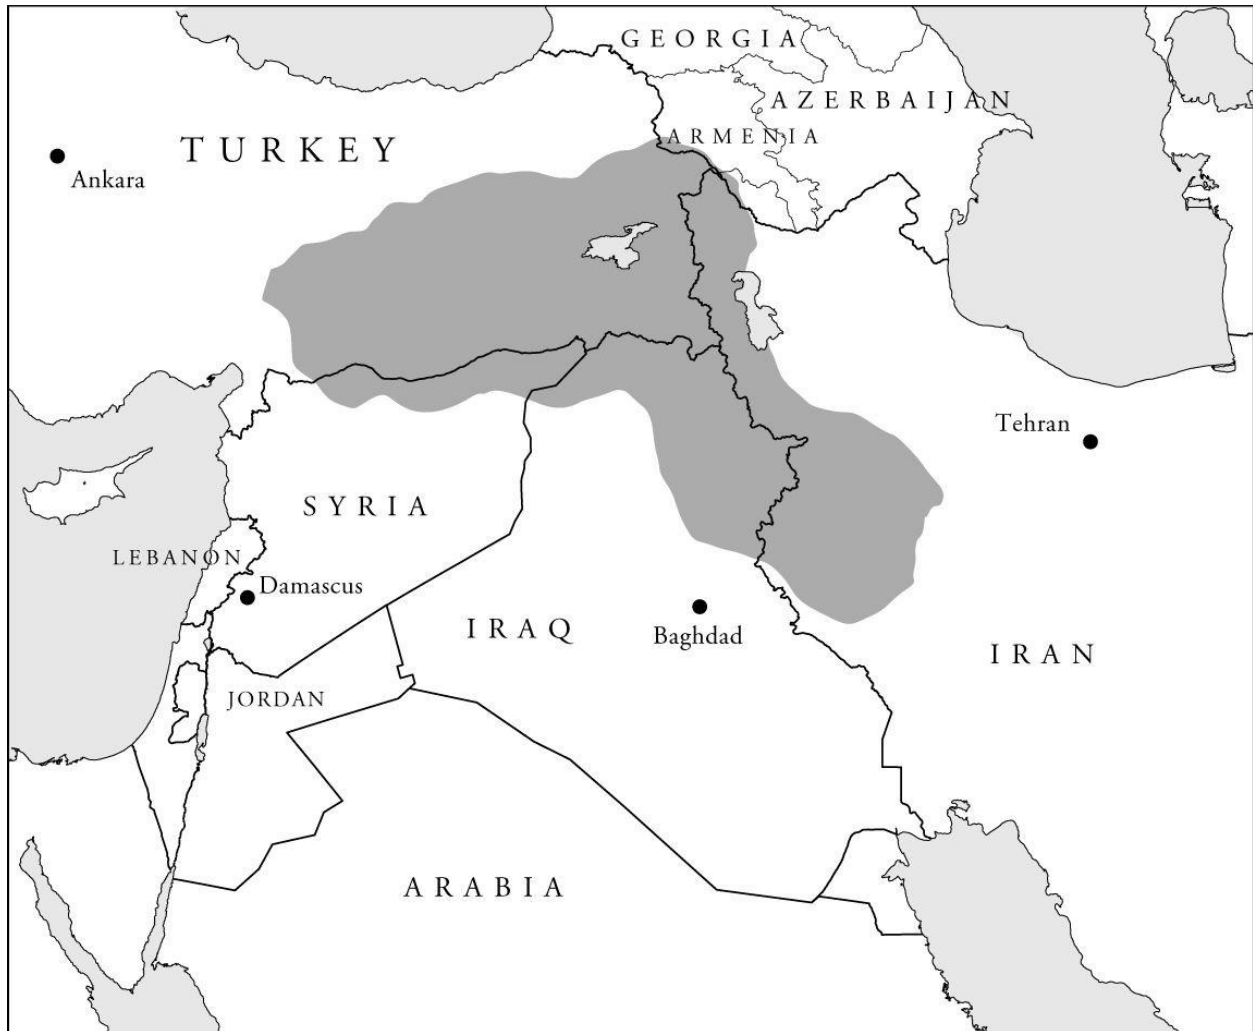 GEORGIA
AZERBAIJAN
ARMENIA
TURKEY
Ankara
Tehran
SYRIA
LEBANON
Damascus
IRAQ
Baghdad
IRAN
JORDAN
ARABIA